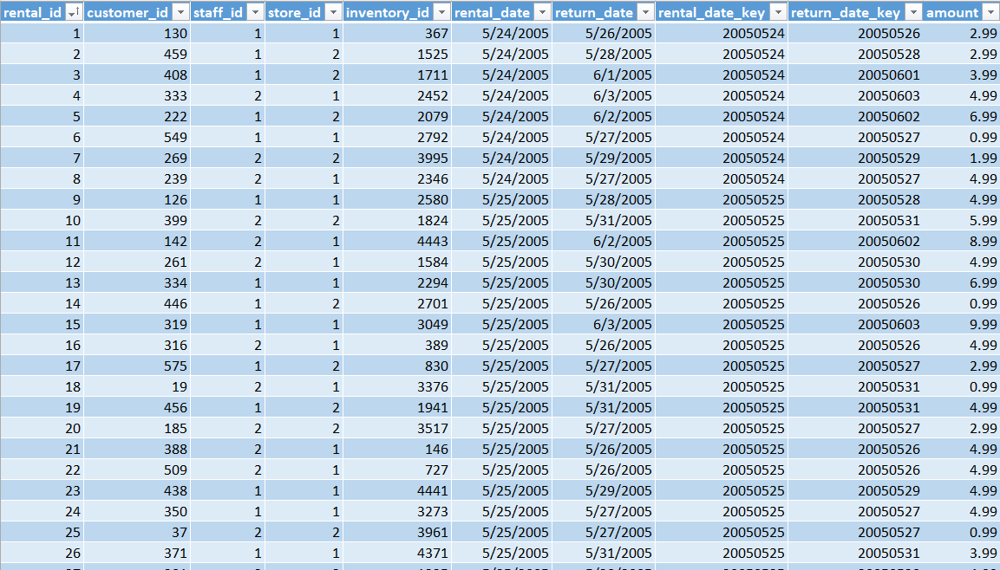 rental_id customer_id staff_id store_id inventory_id rental_date return_date rental_date_key return_date_key amount
1 130 1 1 367 5/24/2005 5/26/2005 20050524 20050526 2.99
2 459 1 2 1525 5/24/2005 5/28/2005 20050524 20050528 2.99
3 408 1 2 1711 5/24/2005 6/1/2005 20050524 20050601 3.99
4 333 2 1 2452 5/24/2005 6/3/2005 20050524 20050603 4.99
5 222 1 2 2079 5/24/2005 6/2/2005 20050524 20050602 6.99
6 549 1 1 2792 5/24/2005 5/27/2005 20050524 20050527 0.99
7 269 2 2 3995 5/24/2005 5/29/2005 20050524 20050529 1.99
8 239 2 1 2346 5/24/2005 5/27/2005 20050524 20050527 4.99
9 126 1 1 2580 5/25/2005 5/28/2005 20050525 20050528 4.99
10 399 2 2 1824 5/25/2005 5/31/2005 20050525 20050531 5.99
11 142 2 1 4443 5/25/2005 6/2/2005 20050525 20050602 8.99
12 261 2 1 1584 5/25/2005 5/30/2005 20050525 20050530 4.99
13 334 1 1 2294 5/25/2005 5/30/2005 20050525 20050530 6.99
14 446 1 2 2701 5/25/2005 5/26/2005 20050525 20050526 0.99
15 319 1 1 3049 5/25/2005 6/3/2005 20050525 20050603 9.99
16 316 2 1 389 5/25/2005 5/26/2005 20050525 20050526 4.99
17 575 1 2 830 5/25/2005 5/27/2005 20050525 20050527 2.99
18 19 2 1 3376 5/25/2005 5/31/2005 20050525 20050531 0.99
19 456 1 2 1941 5/25/2005 5/31/2005 20050525 20050531 4.99
20 185 2 2 3517 5/25/2005 5/27/2005 20050525 20050527 2.99
21 388 2 1 146 5/25/2005 5/26/2005 20050525 20050526 4.99
22 509 2 1 727 5/25/2005 5/26/2005 20050525 20050526 4.99
23 438 1 1 4441 5/25/2005 5/29/2005 20050525 20050529 4.99
24 350 1 1 3273 5/25/2005 5/27/2005 20050525 20050527 4.99
25 37 2 2 3961 5/25/2005 5/27/2005 20050525 20050527 0.99
26 371 1 1 4371 5/25/2005 5/31/2005 20050525 20050531 3.99